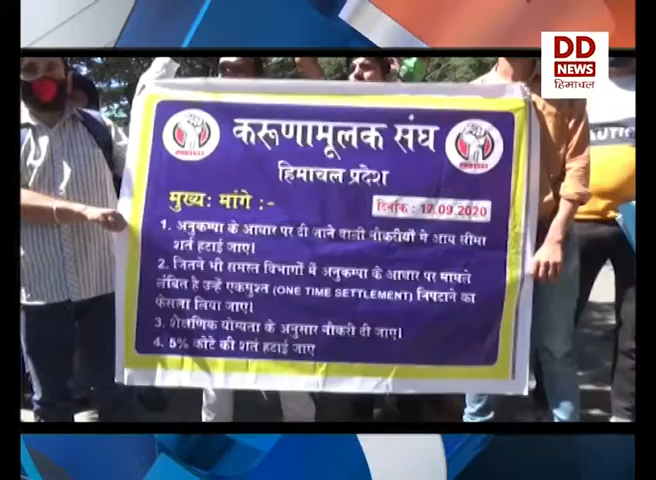 DD
NEWS
हिमाचल
करूणामूलक संघ
हिमाचल प्रदेश
मुख्य: मांगे :-
दिनांक : 12.09.2020
1. अनुकम्पा के आधार पर दी जाने वाली नौकरीयों मे आय सीमा
शर्त हटाई जाए।
2. जितने भी समस्त विभागों में अनुकम्पा के आधार पर मामले
लंबित है उन्हें एकमुश्त (ONE TIME SETTLEMENT) निपटाने का
फैसला लिया जाए।
3. शैक्षणिक योग्यता के अनुसार नौकरी दी जाए।
4. 5% कोटे की शर्त हटाई जाए